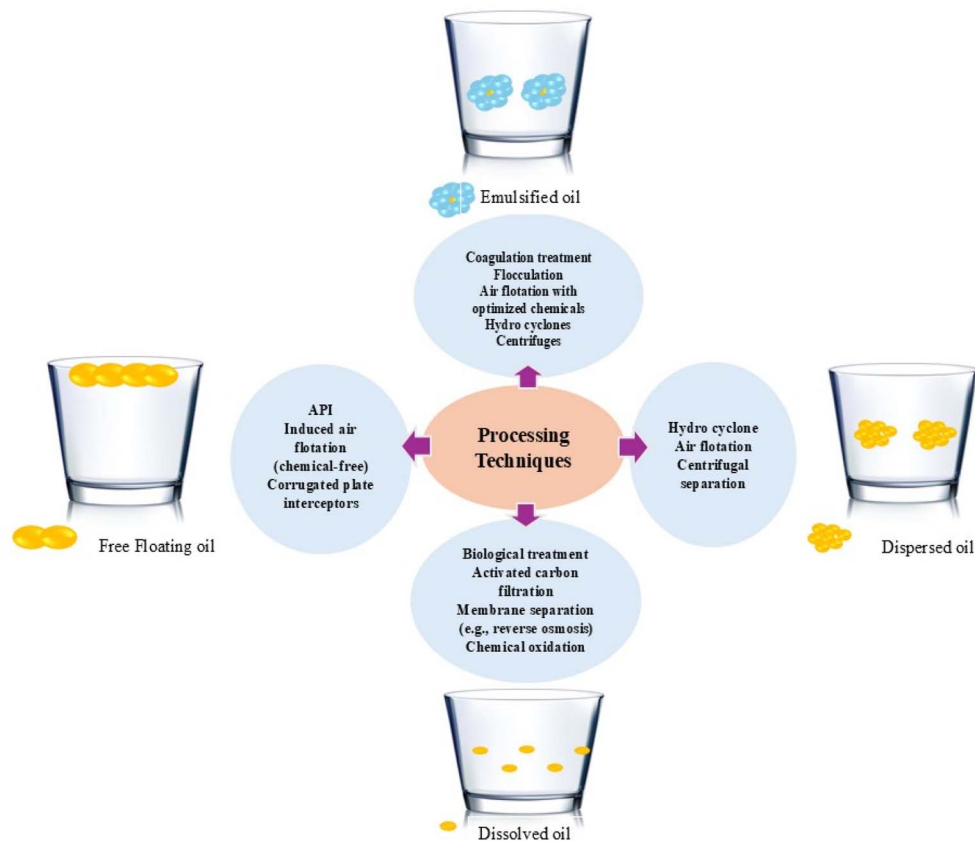 Emulsified oil
Coagulation treatment
Flocculation
Air flotation with
optimized chemicals
Hydro cyclones
Centrifuges
API
Induced air
flotation
(chemical-free)
Corrugated plate
interceptors
Processing
Techniques
Hydro cyclone
Air flotation
Centrifugal
separation
Free Floating oil
Dispersed oil
Biological treatment
Activated carbon
filtration
Membrane separation
(e.g., reverse osmosis)
Chemical oxidation
Dissolved oil